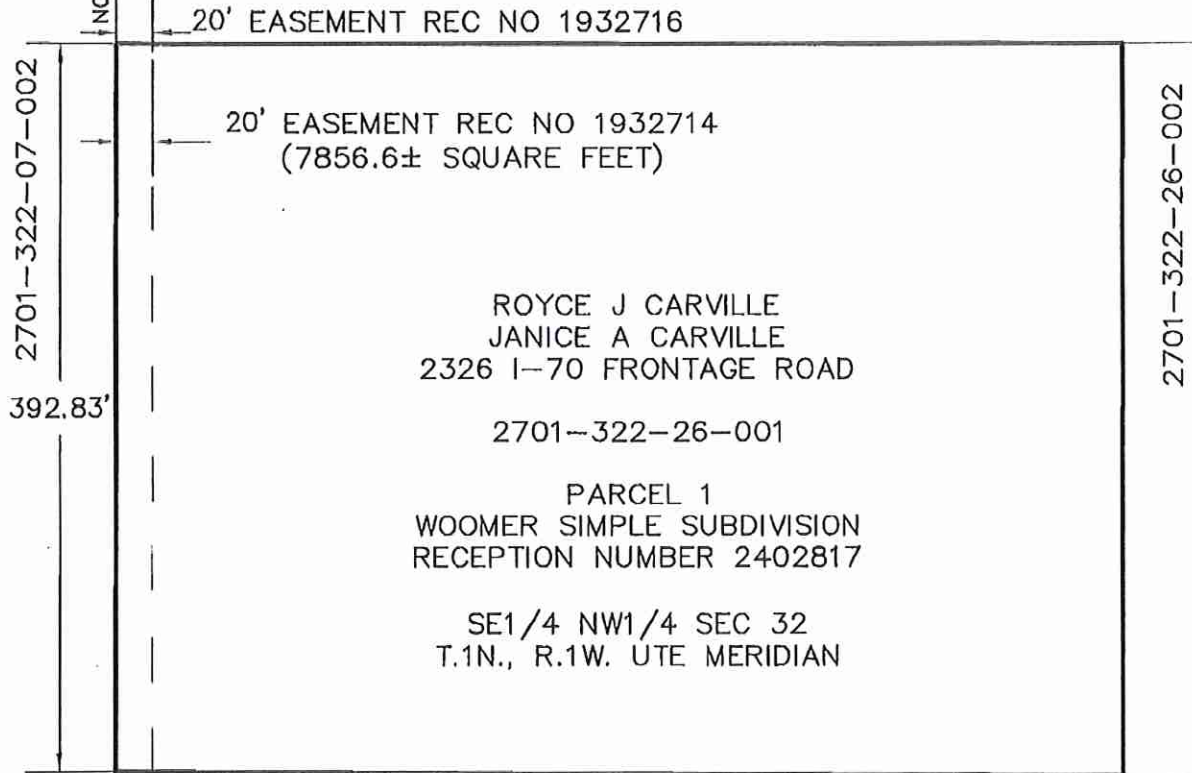 20' EASEMENT REC NO 1932716
20' EASEMENT REC NO 1932714
(7856.6± SQUARE FEET)
2701-322-07-002
392.83'
ROYCE J CARVILLE
JANICE A CARVILLE
2326 I-70 FRONTAGE ROAD
2701-322-26-001
PARCEL 1
WOOMER SIMPLE SUBDIVISION
RECEPTION NUMBER 2402817
SE1/4 NW1/4 SEC 32
T.1N., R.1W. UTE MERIDIAN
2701-322-26-002